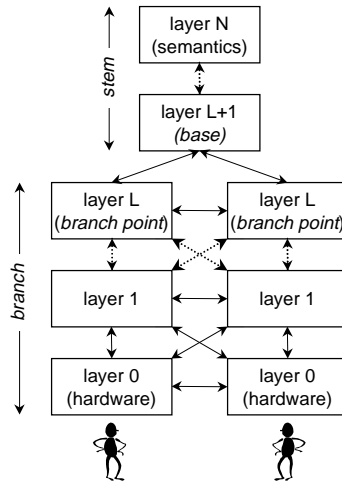 layer N
(semantics)
stem
layer L+1
(base)
layer L
(branch point)
layer L
(branch point)
branch
layer 1
layer 1
layer 0
(hardware)
layer 0
(hardware)